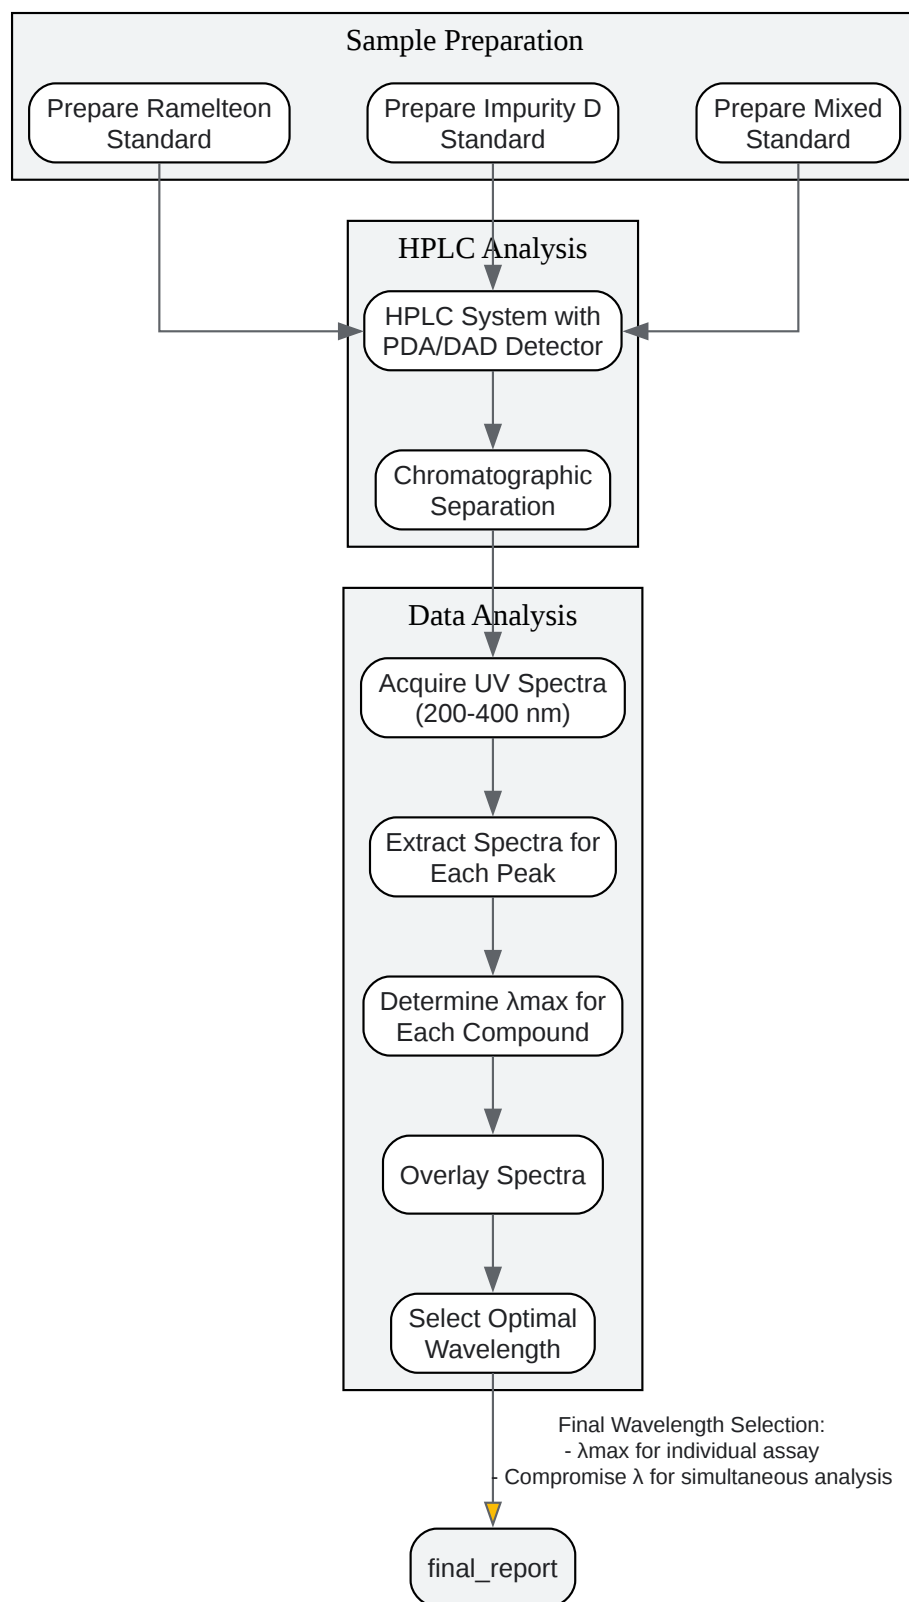 Sample Preparation
Prepare Ramelteon
Standard
Prepare Impurity D
Standard
Prepare Mixed
Standard
HPLC Analysis
HPLC System with
PDA/DAD Detector
Chromatographic
Separation
Data Analysis
Acquire UV Spectra
(200-400 nm)
Extract Spectra for
Each Peak
Determine λmax for
Each Compound
Overlay Spectra
Select Optimal
Wavelength
Final Wavelength Selection:
- λmax for individual assay
- Compromise λ for simultaneous analysis
final_report